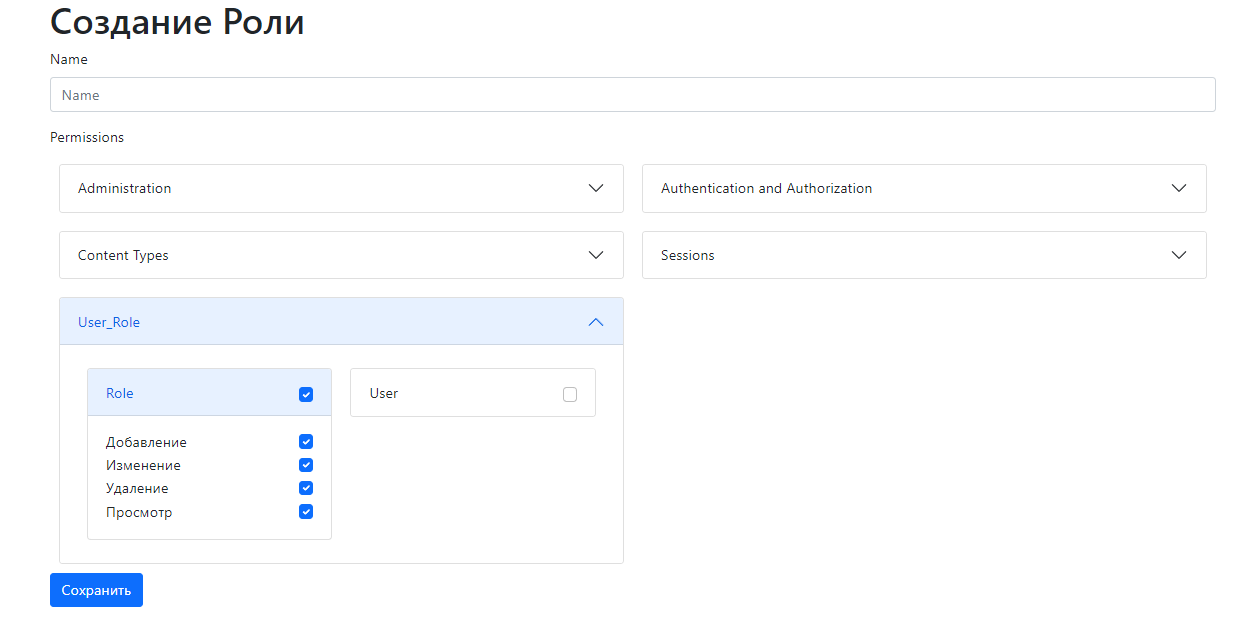 Создание Роли
Name
Name
Permissions
Administration
Authentication and Authorization
Content Types
Sessions
User_Role
Role
User
Добавление
Изменение
Удаление
Просмотр
Сохранить